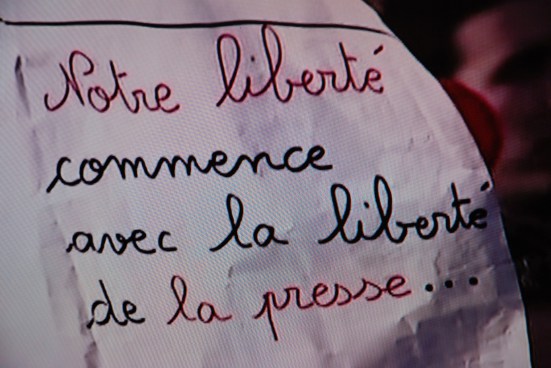 Notre liberté
commence
avec la liberté
de la presse...